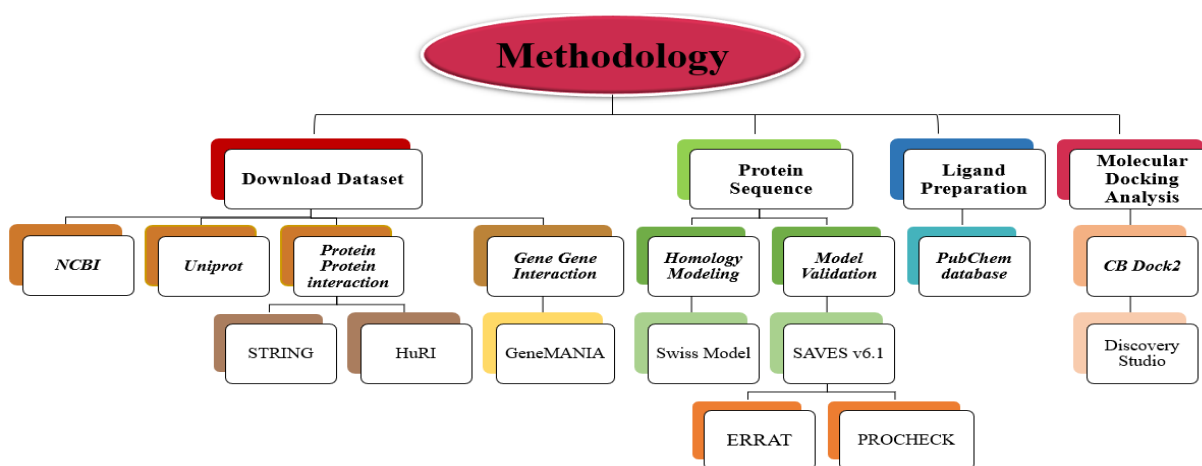 Methodology
Download Dataset
Protein
Sequence
Ligand
Preparation
Molecular
Docking
Analysis
NCBI
Uniprot
Protein
Protein
interaction
Gene Gene
Interaction
Homology
Modeling
Model
Validation
PubChem
database
CB Dock2
STRING
HuRI
GeneMANIA
Swiss Model
SAVES v6.1
Discovery
Studio
ERRAT
PROCHECK